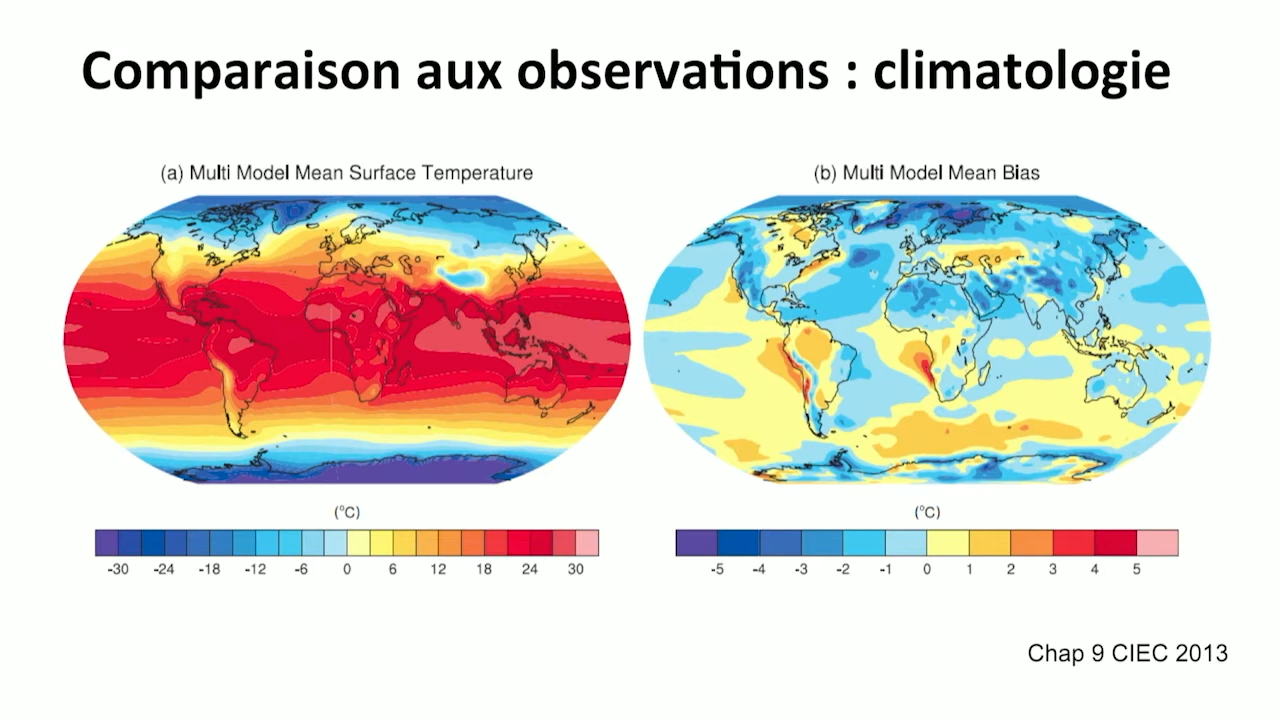 Comparaison aux observations : climatologie
(a) Multi Model Mean Surface Temperature
(b) Multi Model Mean Bias
(°C)
(°C)
-30 -24 -18 -12 -6 0 6 12 18 24 30
-5 -4 -3 -2 -1 0 1 2 3 4 5
Chap 9 CIEC 2013